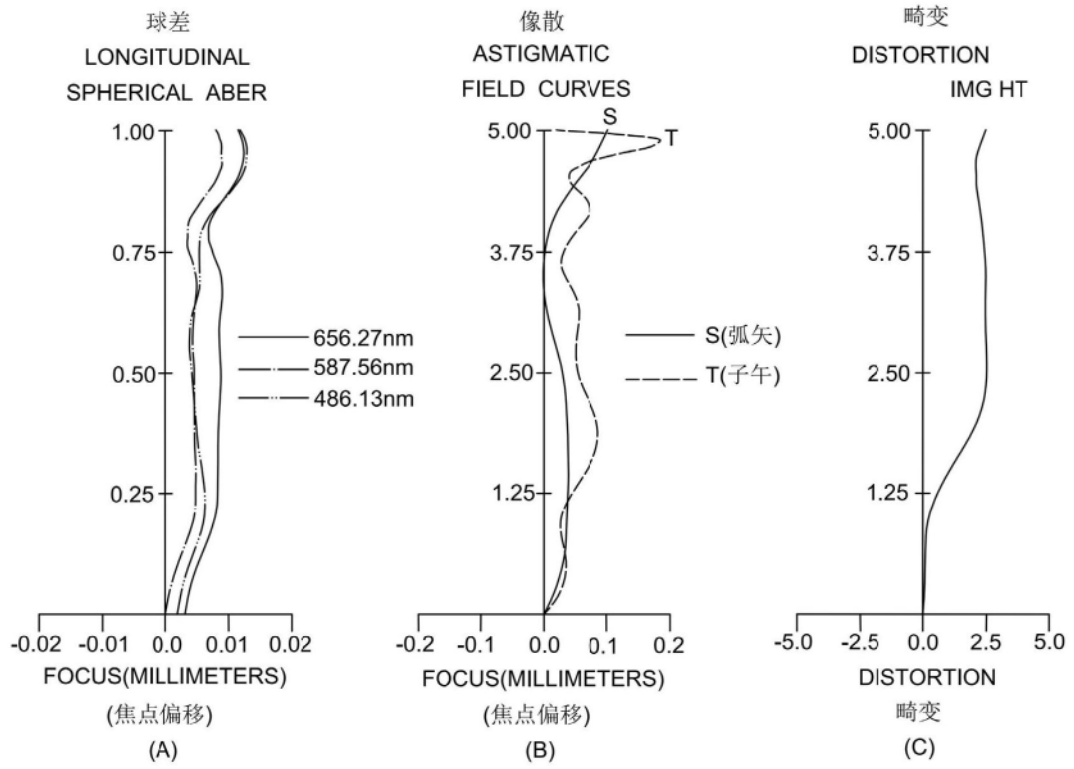 球差
LONGITUDINAL
SPHERICAL ABER
1.00
0.75
0.50
0.25
656.27nm
587.56nm
486.13nm
-0.02
-0.01
0.0
0.01
0.02
FOCUS(MILLIMETERS)
(焦点偏移)
(A)
像散
ASTIGMATIC
FIELD CURVES
S
T
5.00
3.75
2.50
1.25
S(弧矢)
T(子午)
-0.2
-0.1
0.0
0.1
0.2
FOCUS(MILLIMETERS)
(焦点偏移)
(B)
畸变
DISTORTION
IMG HT
5.00
3.75
2.50
1.25
-5.0
-2.5
0.0
2.5
5.0
DISTORTION
畸变
(C)